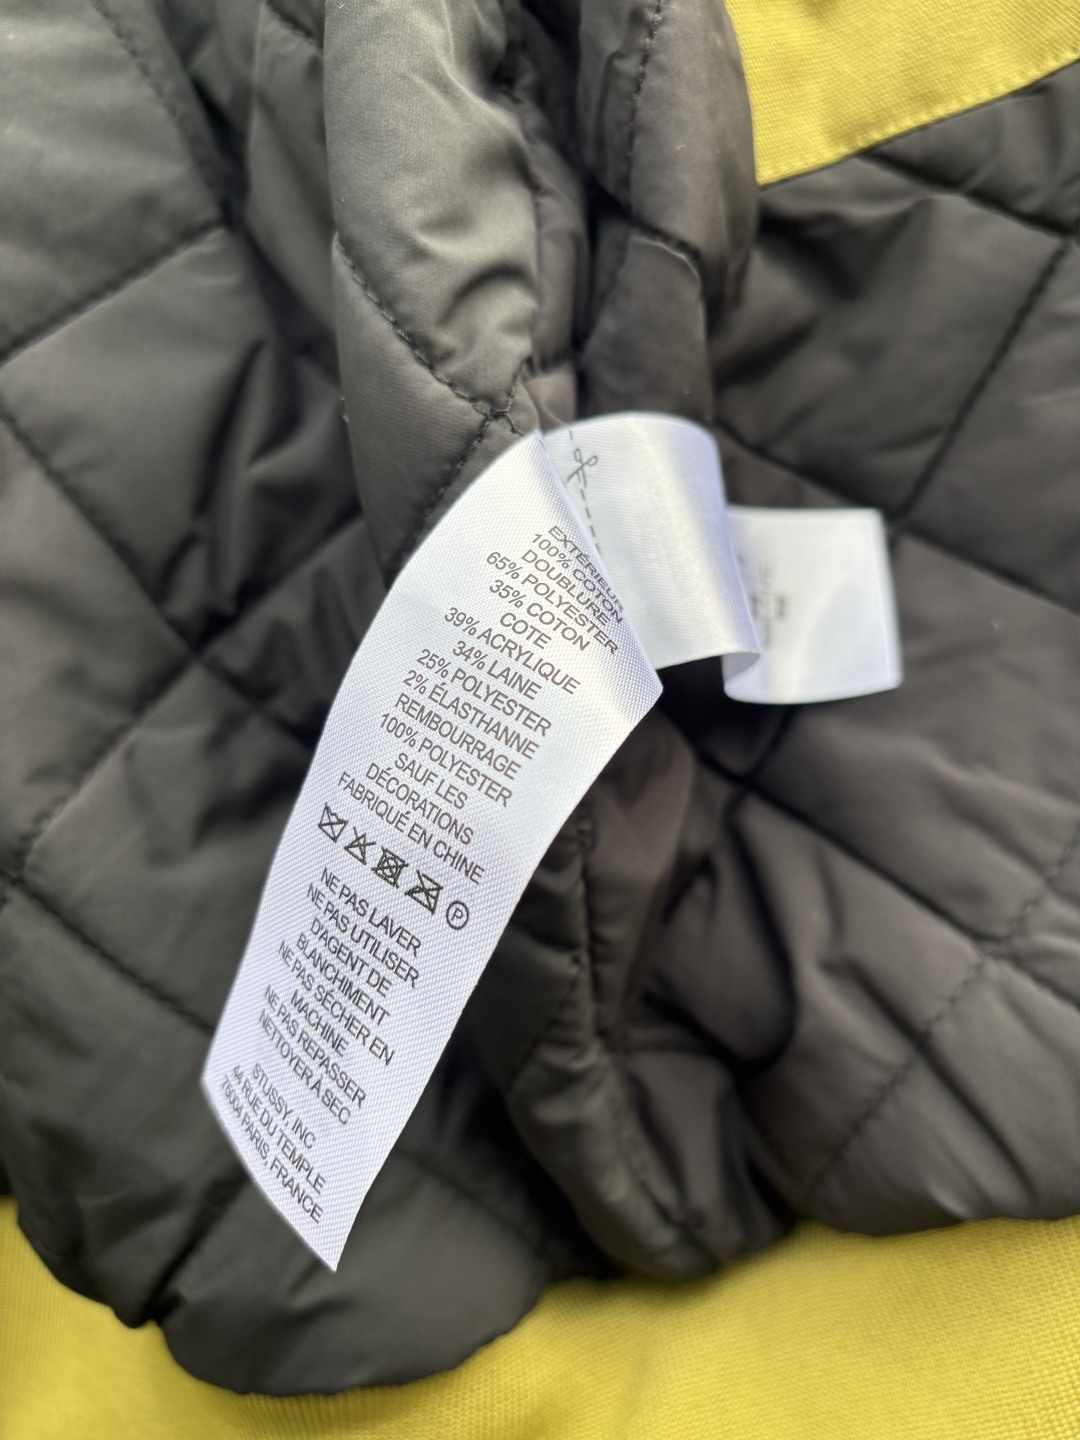 EXTÉRIEUR
100% COTON
DOUBLURE
65% POLYESTER
35% COTON
COTE
39% ACRYLIQUE
34% LAINE
25% POLYESTER
2% ÉLASTHANNE
REMBOURRAGE
100% POLYESTER
SAUF LES
DÉCORATIONS
FABRIQUÉ EN CHINE
P
NE PAS LAVER
NE PAS UTILISER
D'AGENT DE
BLANCHIMENT
NE PAS SÉCHER EN
MACHINE
NE PAS REPASSER
NETTOYER À SEC
STUSSY, INC
44 RUE DU TEMPLE
75004 PARIS, FRANCE